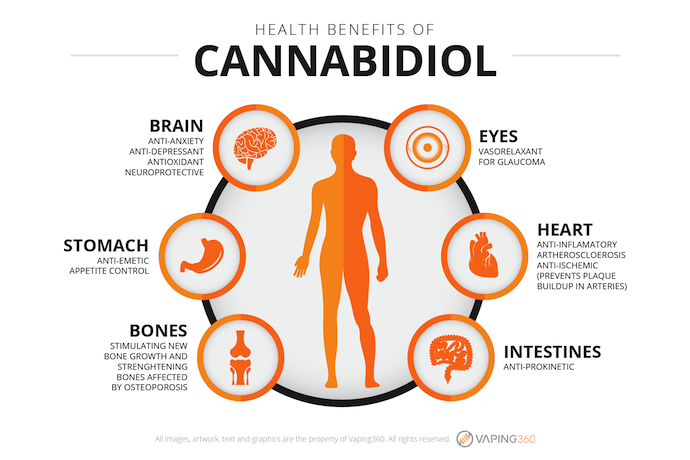 HEALTH BENEFITS OF
CANNABIDIOL
BRAIN
ANTI-ANXIETY
ANTI-DEPRESSANT
ANTIOXIDANT
NEUROPROTECTIVE
EYES
VASORELAXANT
FOR GLAUCOMA
STOMACH
ANTI-EMETIC
APPETITE CONTROL
HEART
ANTI-INFLAMATORY
ARTHEROSCLOEROSIS
ANTI-ISCHEMIC
(PREVENTS PLAQUE
BUILDUP IN ARTERIES)
BONES
STIMULATING NEW
BONE GROWTH AND
STRENGHTENING
BONES AFFECTED
BY OSTEOPOROSIS
INTESTINES
ANTI-PROKINETIC
All images, artwork, text and graphics are the property of Vaping360. All rights reserved.
VAPING360